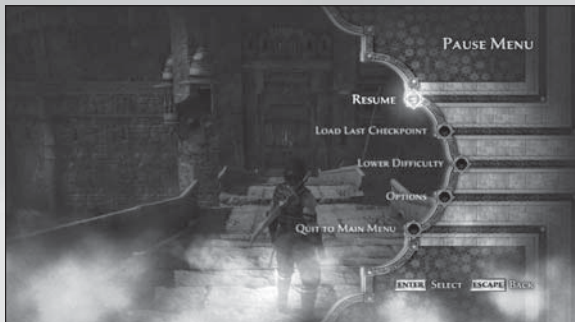 PAUSE MENU
RESUME
LOAD LAST CHECKPOINT
LOWER DIFFICULTY
OPTIONS
QUIT TO MAIN MENU
ENTER SELECT ESCAPE BACK